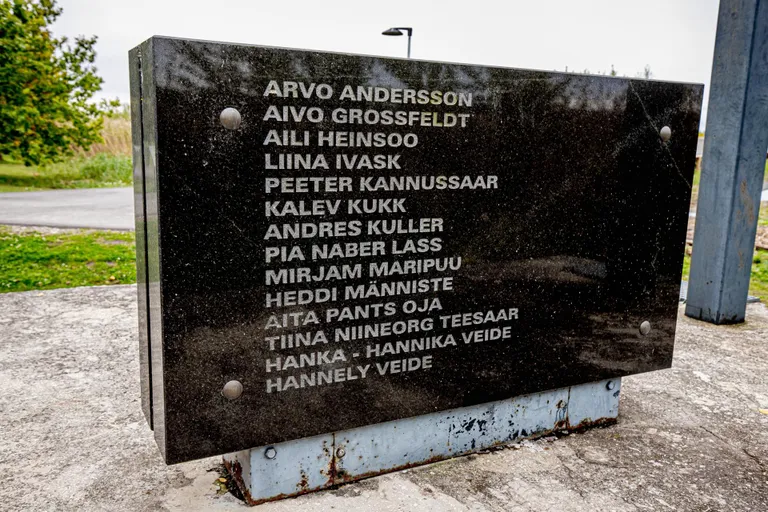 ARVO ANDERSSON
AIVO GROSSFELDT
AILI HEINSOO
LIINA IVASK
PEETER KANNUSSAAR
KALEV KUKK
ANDRES KULLER
PIA NABER LASS
MIRJAM MARIPUU
HEDDI MÄNNISTE
AITA PANTS OJA
TIINA NIINEORG TEESAAR
HANKA - HANNIKA VEIDE
HANNELY VEIDE